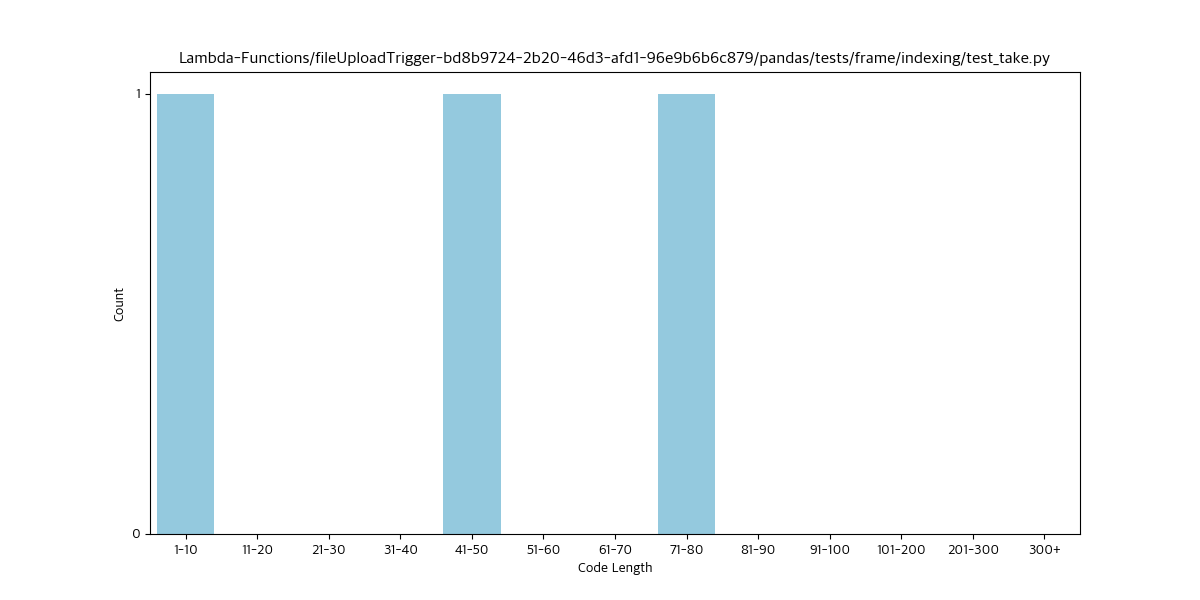 Lambda-Functions/fileUploadTrigger-bd8b9724-2b20-46d3-afd1-96e9b6b6c879/pandas/tests/frame/indexing/test_take.py
1
Count
0
1-10 11-20 21-30 31-40 41-50 51-60 61-70 71-80 81-90 91-100 101-200 201-300 300+
Code Length